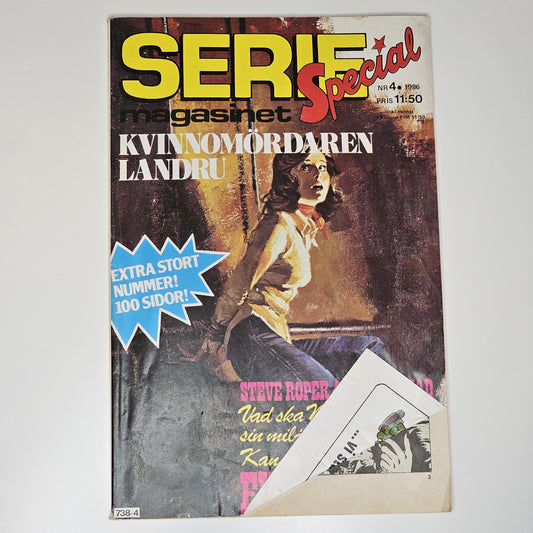 SERIE
magasinet
Special
NR 4 • 1986
PRIS 11:50
KVINNOMÖRDAREN
LANDRU
EXTRA STORT
NUMMER!
100 SIDOR!
STEVE ROPER
Vad ska
sin mil
Kan
... VI S
738-4